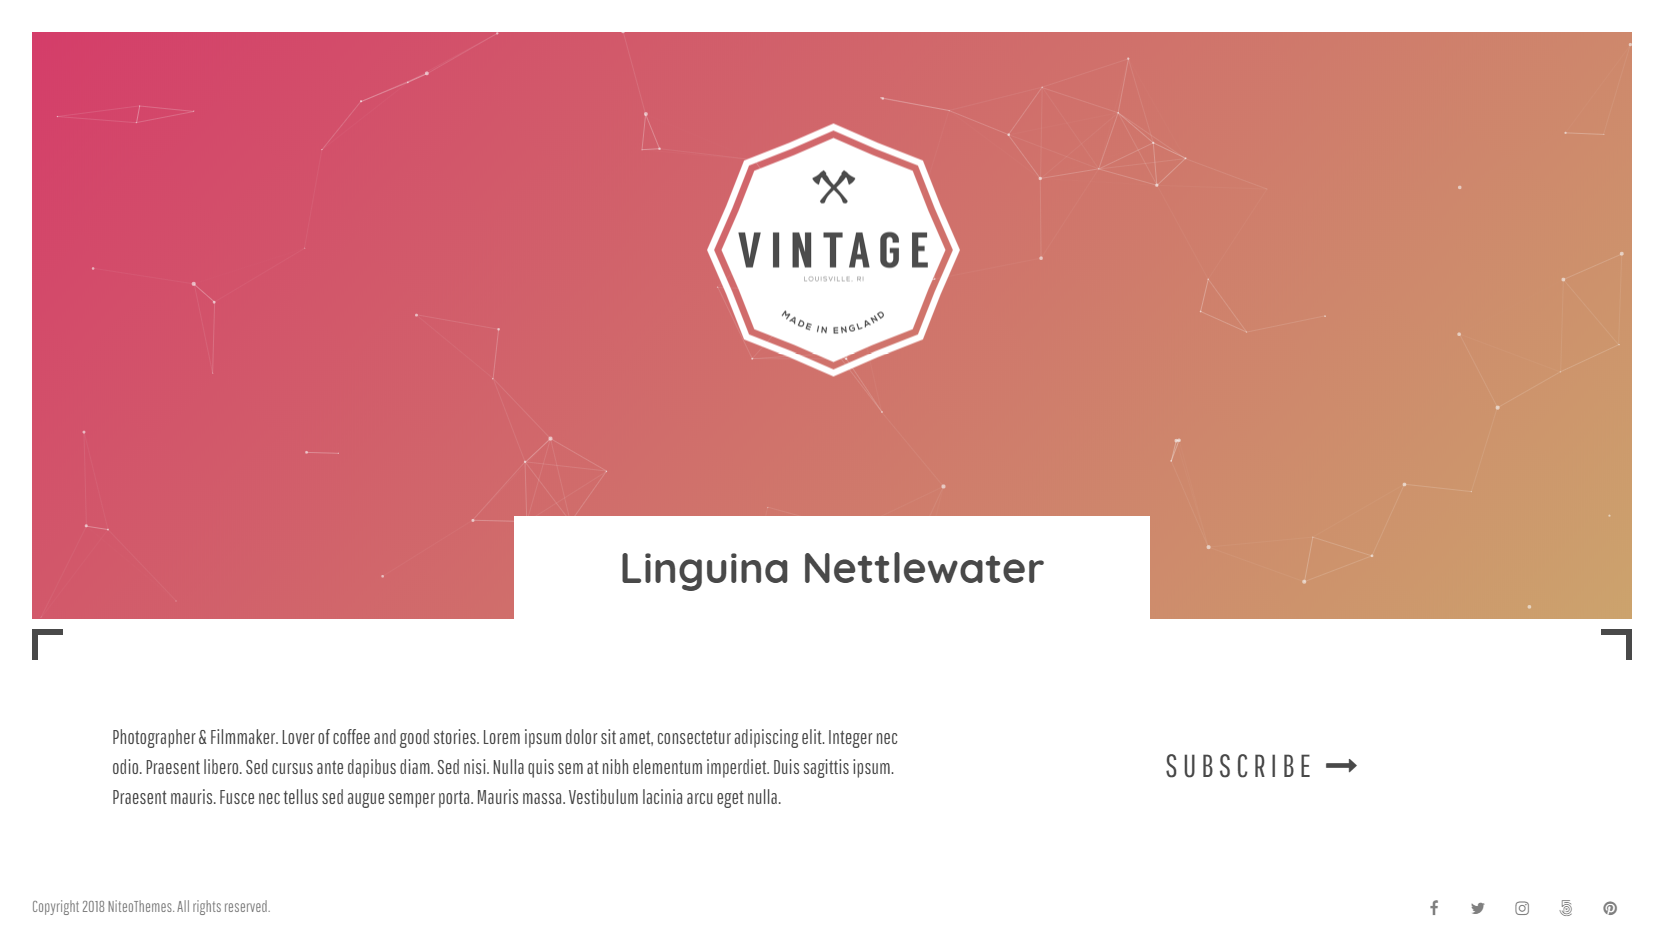 VINTAGE
LOUISVILLE, RI
MADE IN ENGLAND
Linguina Nettlewater
Photographer & Filmmaker. Lover of coffee and good stories. Lorem ipsum dolor sit amet, consectetur adipiscing elit. Integer nec
odio. Praesent libero. Sed cursus ante dapibus diam. Sed nisi. Nulla quis sem at nibh elementum imperdiet. Duis sagittis ipsum.
Praesent mauris. Fusce nec tellus sed augue semper porta. Mauris massa. Vestibulum lacinia arcu eget nulla.
SUBSCRIBE
Copyright 2018 NiteoThemes. All rights reserved.